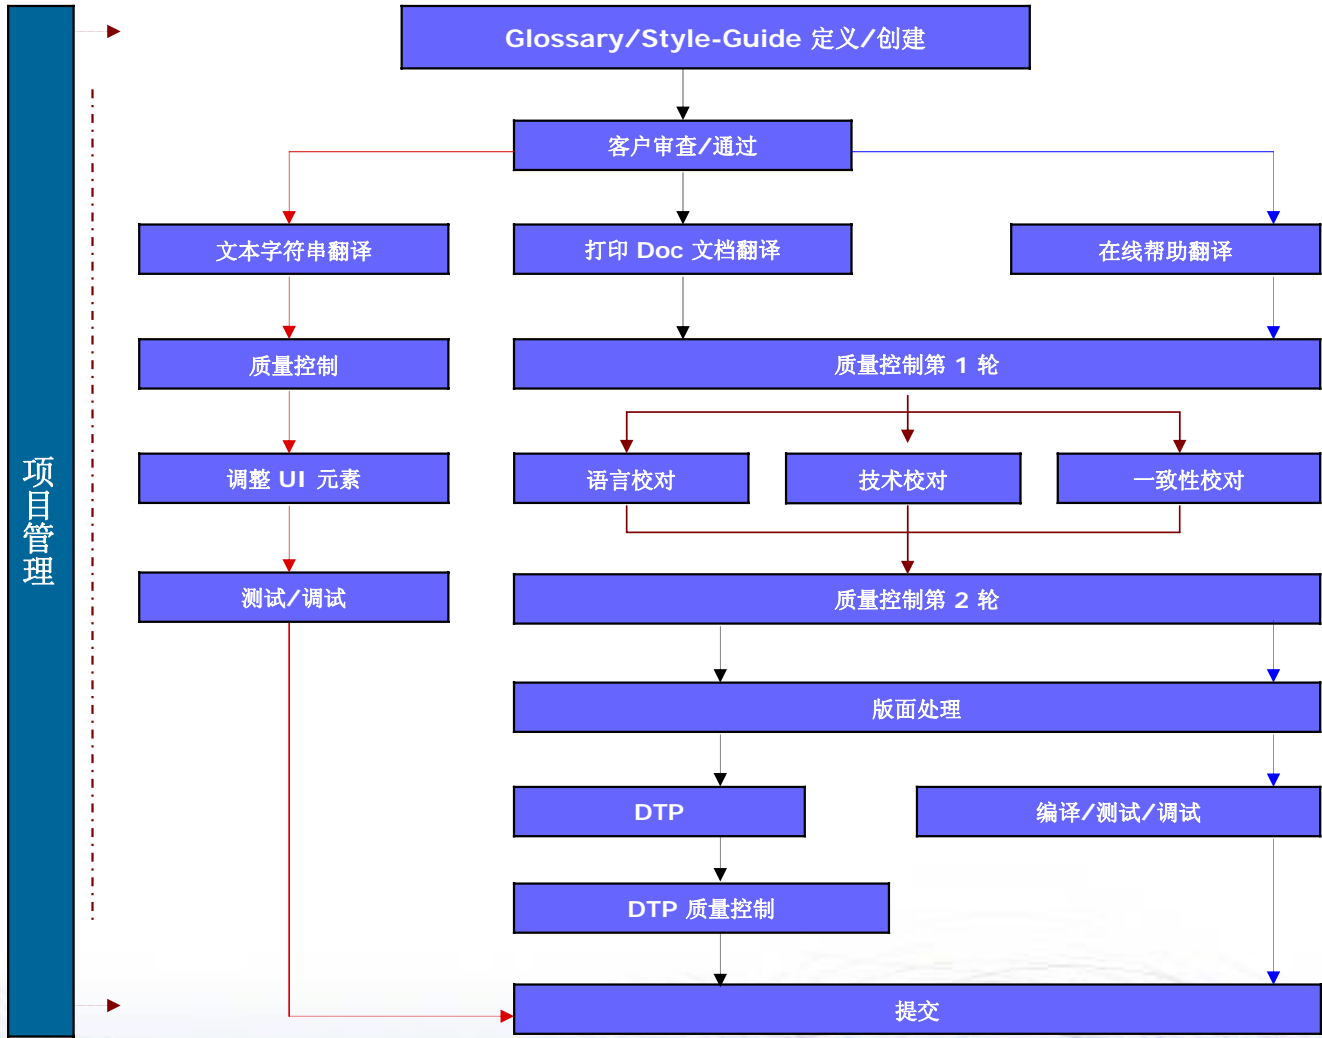 项目管理
Glossary/Style-Guide 定义/创建
客户审查/通过
文本字符串翻译
打印 Doc 文档翻译
在线帮助翻译
质量控制
质量控制第 1 轮
调整 UI 元素
语言校对
技术校对
一致性校对
测试/调试
质量控制第 2 轮
版面处理
DTP
编译/测试/调试
DTP 质量控制
提交